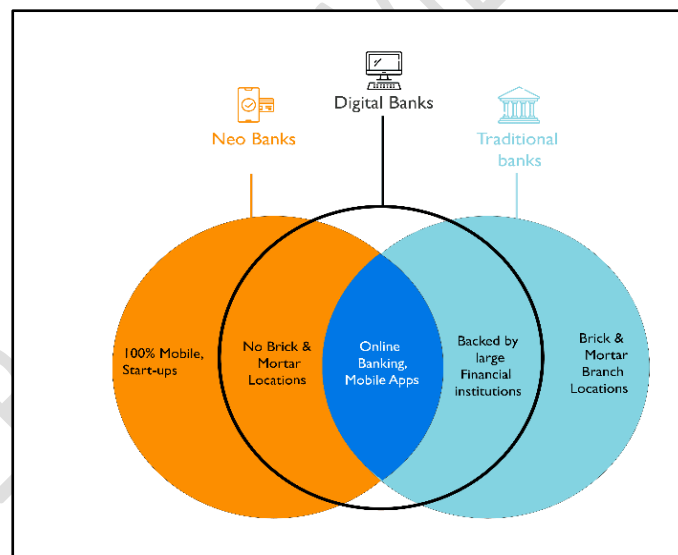 Digital Banks
Neo Banks
Traditional
banks
100% Mobile,
Start-ups
No Brick &
Mortar
Locations
Online
Banking,
Mobile Apps
Backed by
large
Financial
institutions
Brick &
Mortar
Branch
Locations